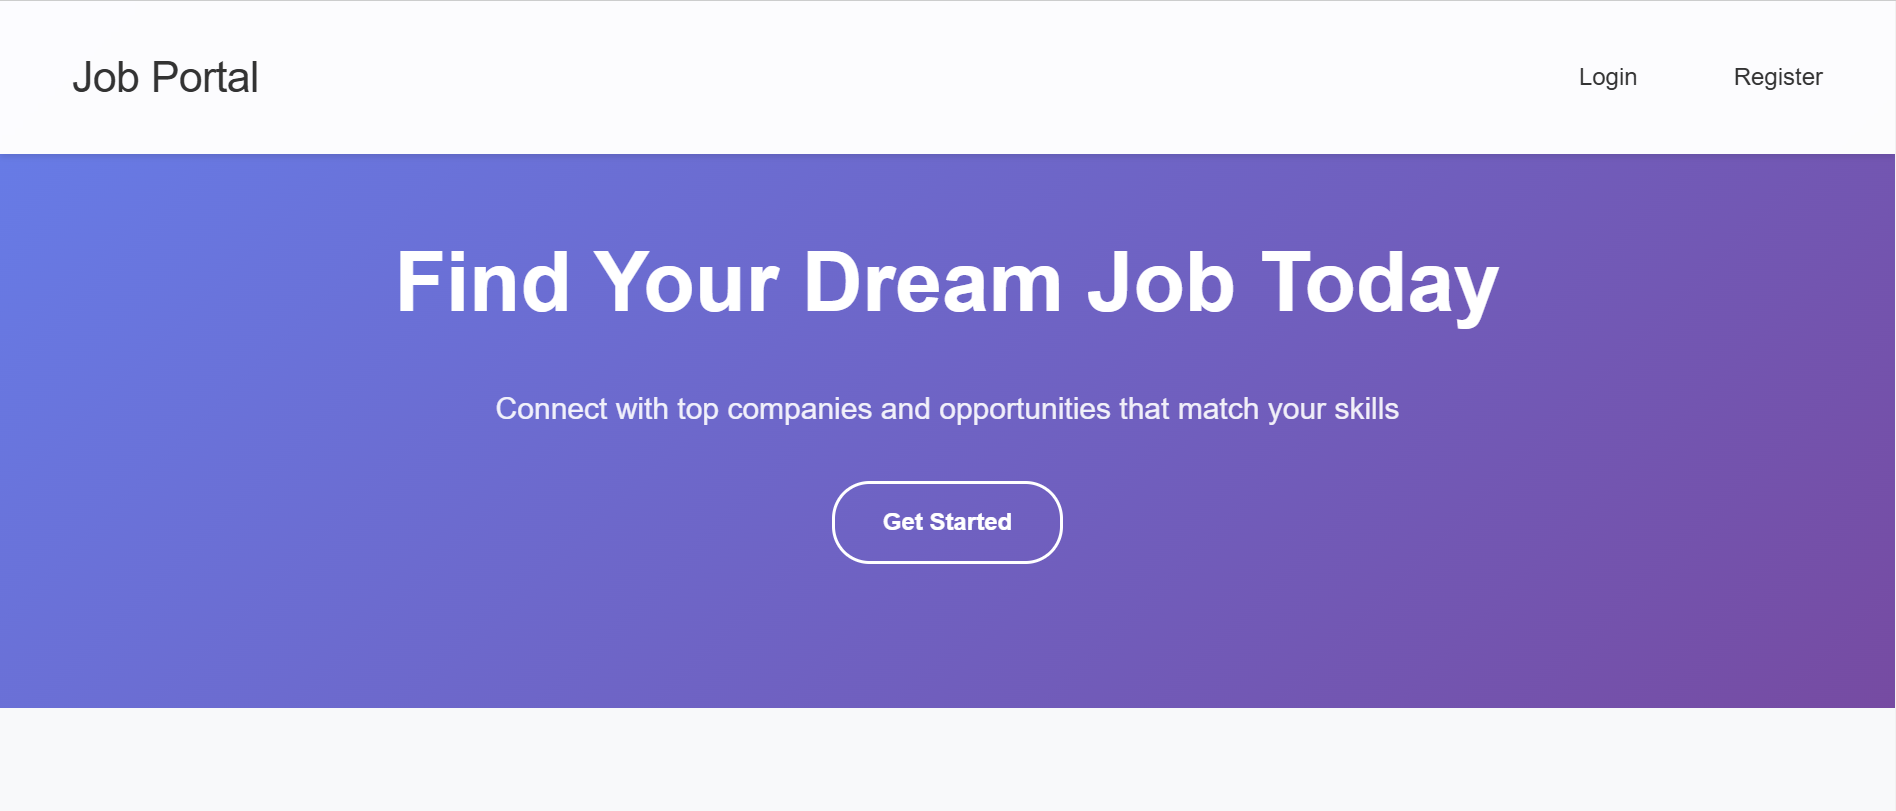 Job Portal
Login
Register
Find Your Dream Job Today
Connect with top companies and opportunities that match your skills
Get Started